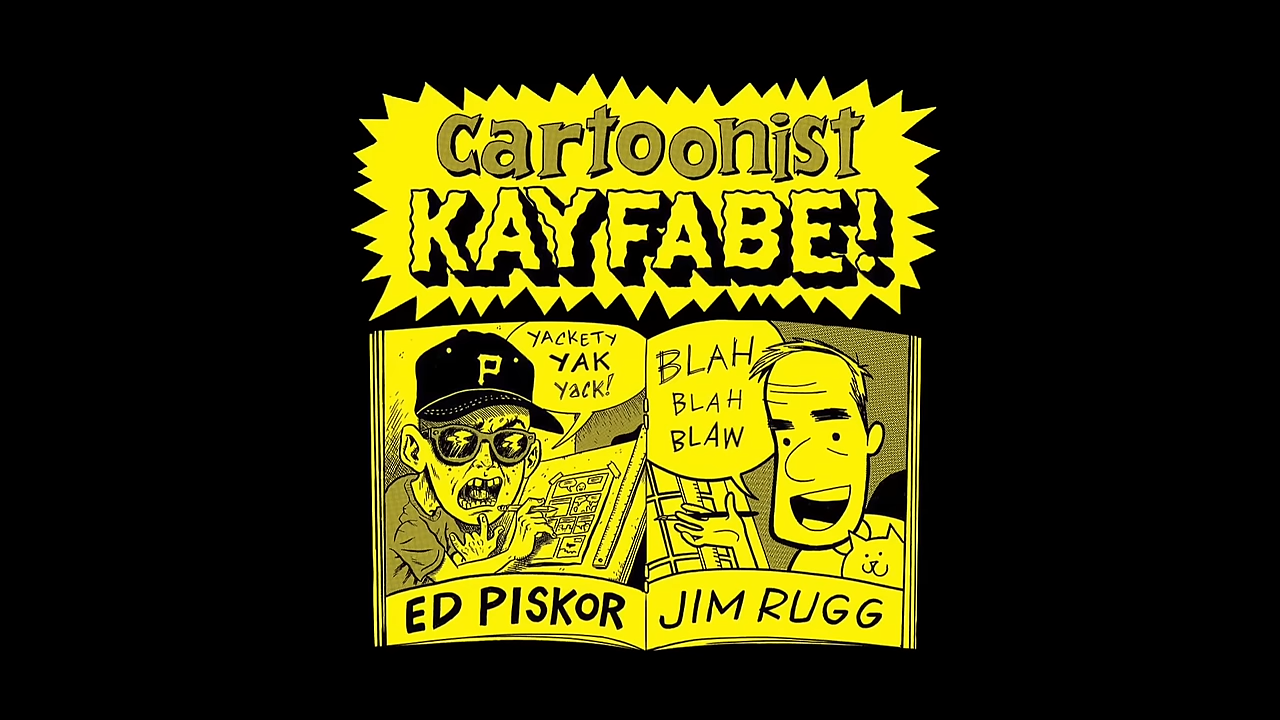 cartoonist
KAYFABE!
YACKETY
YAK
YACK!
BLAH
BLAH
BLAW
P
ED PISKOR
JIM RUGG